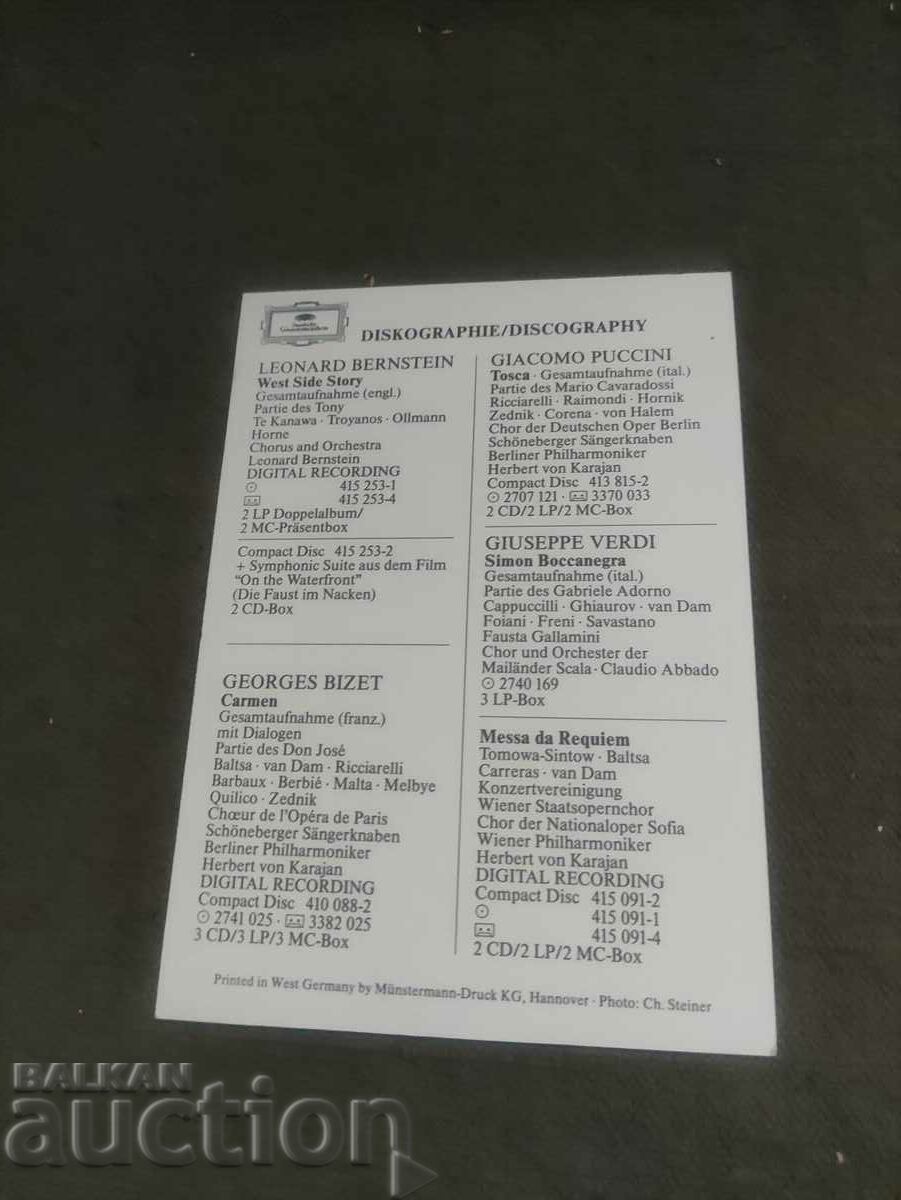 Deutsche
Grammophon
DISKOGRAPHIE/DISCOGRAPHY
LEONARD BERNSTEIN
West Side Story
Gesamtaufnahme (engl.)
Partie des Tony
Te Kanawa · Troyanos · Ollmann
Horne
Chorus and Orchestra
Leonard Bernstein
DIGITAL RECORDING
415 253-1
415 253-4
2 LP Doppelalbum/
2 MC-Präsentbox
Compact Disc 415 253-2
+ Symphonic Suite aus dem Film
"On the Waterfront"
(Die Faust im Nacken)
2 CD-Box
GEORGES BIZET
Carmen
Gesamtaufnahme (franz.)
mit Dialogen
Partie des Don José
Baltsa · van Dam · Ricciarelli
Barbaux · Berbié · Malta · Melbye
Quilico · Zednik
Chœur de l'Opéra de Paris
Schöneberger Sängerknaben
Berliner Philharmoniker
Herbert von Karajan
DIGITAL RECORDING
Compact Disc 410 088-2
2741 025 · 3382 025
3 CD/3 LP/3 MC-Box
GIACOMO PUCCINI
Tosca · Gesamtaufnahme (ital.)
Partie des Mario Cavaradossi
Ricciarelli · Raimondi · Hornik
Zednik · Corena · von Halem
Chor der Deutschen Oper Berlin
Schöneberger Sängerknaben
Berliner Philharmoniker
Herbert von Karajan
Compact Disc 413 815-2
2707 121 · 3370 033
2 CD/2 LP/2 MC-Box
GIUSEPPE VERDI
Simon Boccanegra
Gesamtaufnahme (ital.)
Partie des Gabriele Adorno
Cappuccilli · Ghiaurov · van Dam
Foiani · Freni · Savastano
Fausta Gallamini
Chor und Orchester der
Mailänder Scala · Claudio Abbado
2740 169
3 LP-Box
Messa da Requiem
Tomowa-Sintow · Baltsa
Carreras · van Dam
Konzertvereinigung
Wiener Staatsopernchor
Chor der Nationaloper Sofia
Wiener Philharmoniker
Herbert von Karajan
DIGITAL RECORDING
Compact Disc 415 091-2
415 091-1
415 091-4
2 CD/2 LP/2 MC-Box
Printed in West Germany by Münstermann-Druck KG, Hannover · Photo: Ch. Steiner
BALKAN
auction